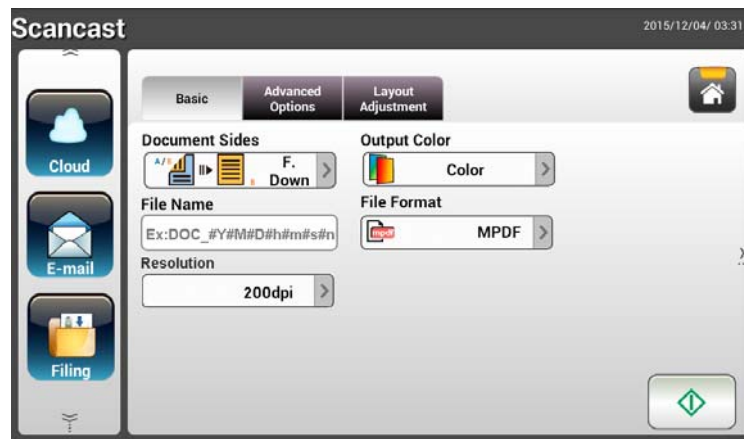 Scancast
2015/12/04/ 03:31
Basic
Advanced
Options
Layout
Adjustment
Cloud
E-mail
Filing
Document Sides
A/B
F.
Down
B
Output Color
Color
File Name
Ex:DOC_#Y#M#D#h#m#s#n
File Format
mpdf
MPDF
Resolution
200dpi